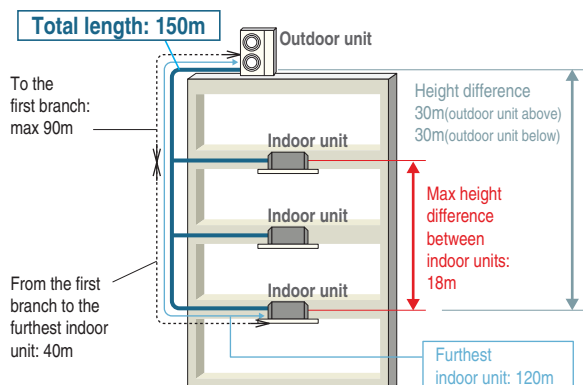 Total length: 150m
Outdoor unit
To the
first branch:
max 90m
Height difference
30m(outdoor unit above)
30m(outdoor unit below)
Indoor unit
Max height
difference
between
indoor units:
18m
Indoor unit
From the first
branch to the
furthest indoor
unit: 40m
Indoor unit
Furthest
indoor unit: 120m